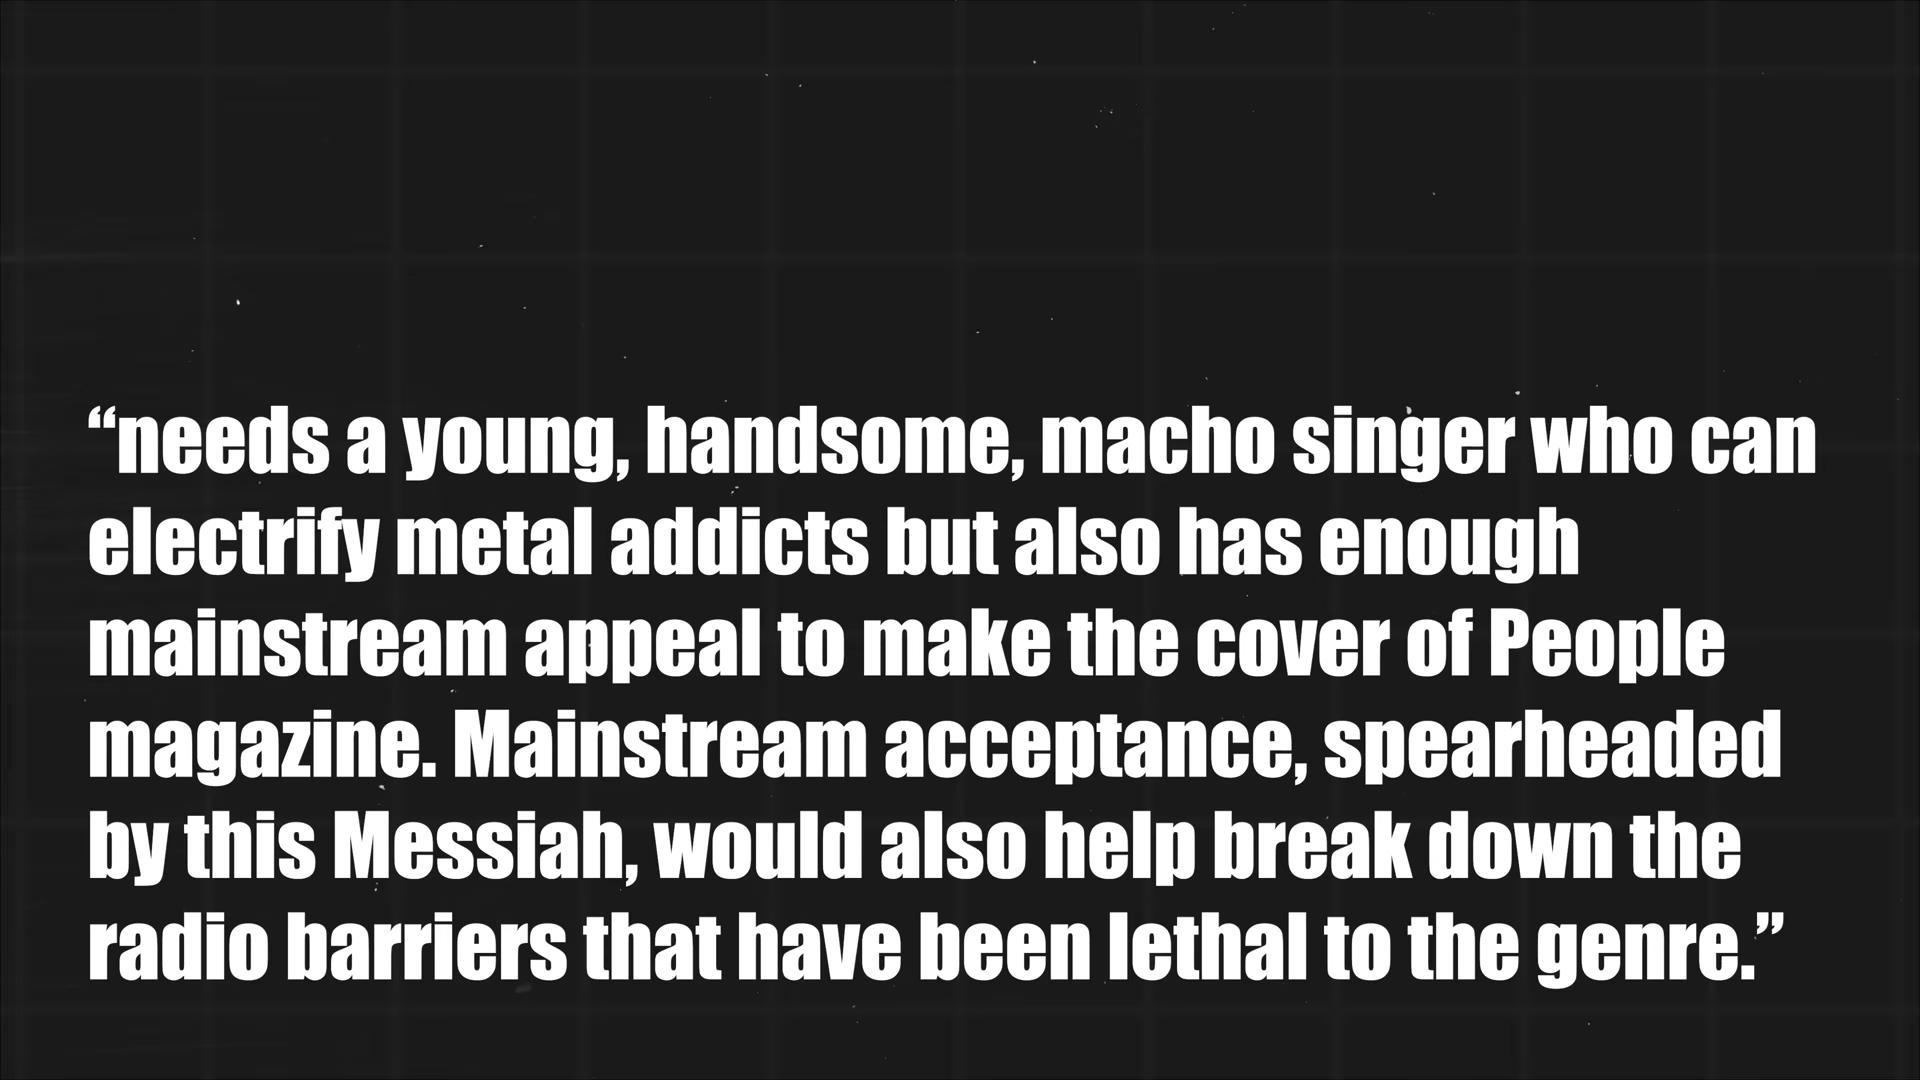 “needs a young, handsome, macho singer who can
electrify metal addicts but also has enough
mainstream appeal to make the cover of People
magazine. Mainstream acceptance, spearheaded
by this Messiah, would also help break down the
radio barriers that have been lethal to the genre.”